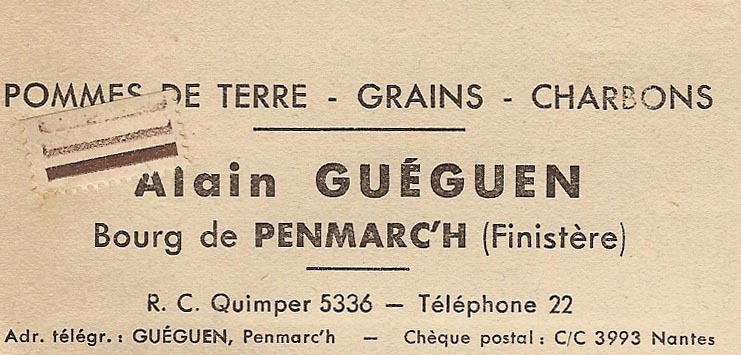 POMMES DE TERRE - GRAINS - CHARBONS
Alain GUÉGUEN
Bourg de PENMARC'H (Finistère)
R. C. Quimper 5336 — Téléphone 22
Adr. télégr. : GUÉGUEN, Penmarc'h — Chèque postal : C/C 3993 Nantes